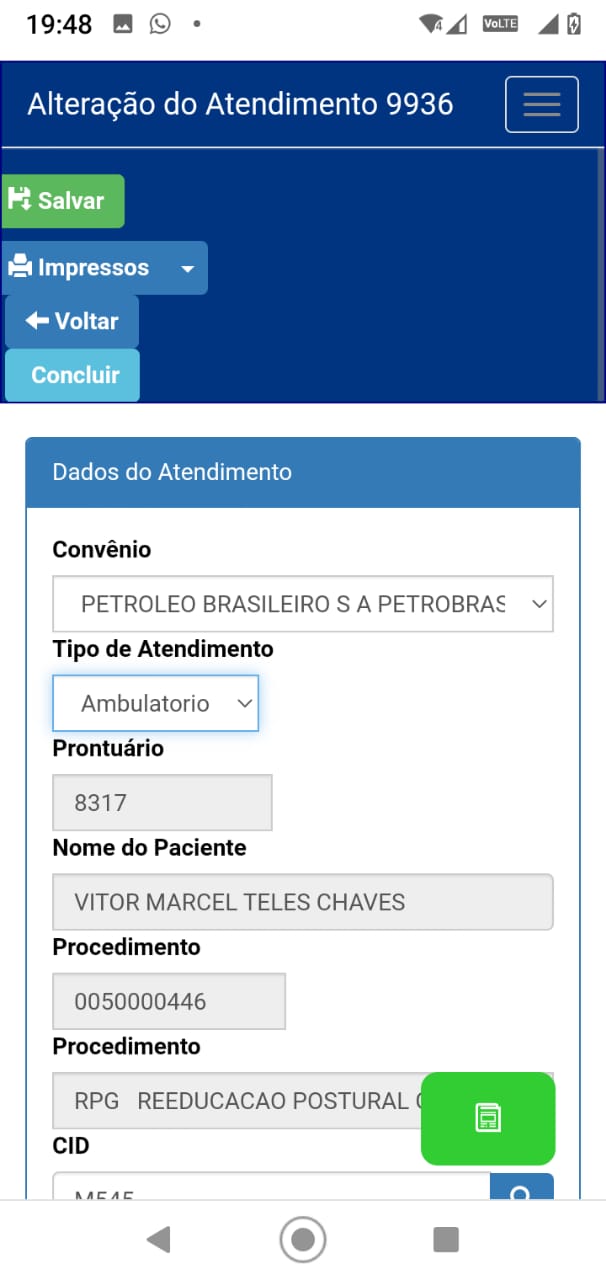 19:48
4
VoLTE
Alteração do Atendimento 9936
Salvar
Impressos
Voltar
Concluir
Dados do Atendimento
Convênio
PETROLEO BRASILEIRO S A PETROBRAS
Tipo de Atendimento
Ambulatorio
Prontuário
8317
Nome do Paciente
VITOR MARCEL TELES CHAVES
Procedimento
0050000446
Procedimento
RPG REEDUCACAO POSTURAL
CID
M545